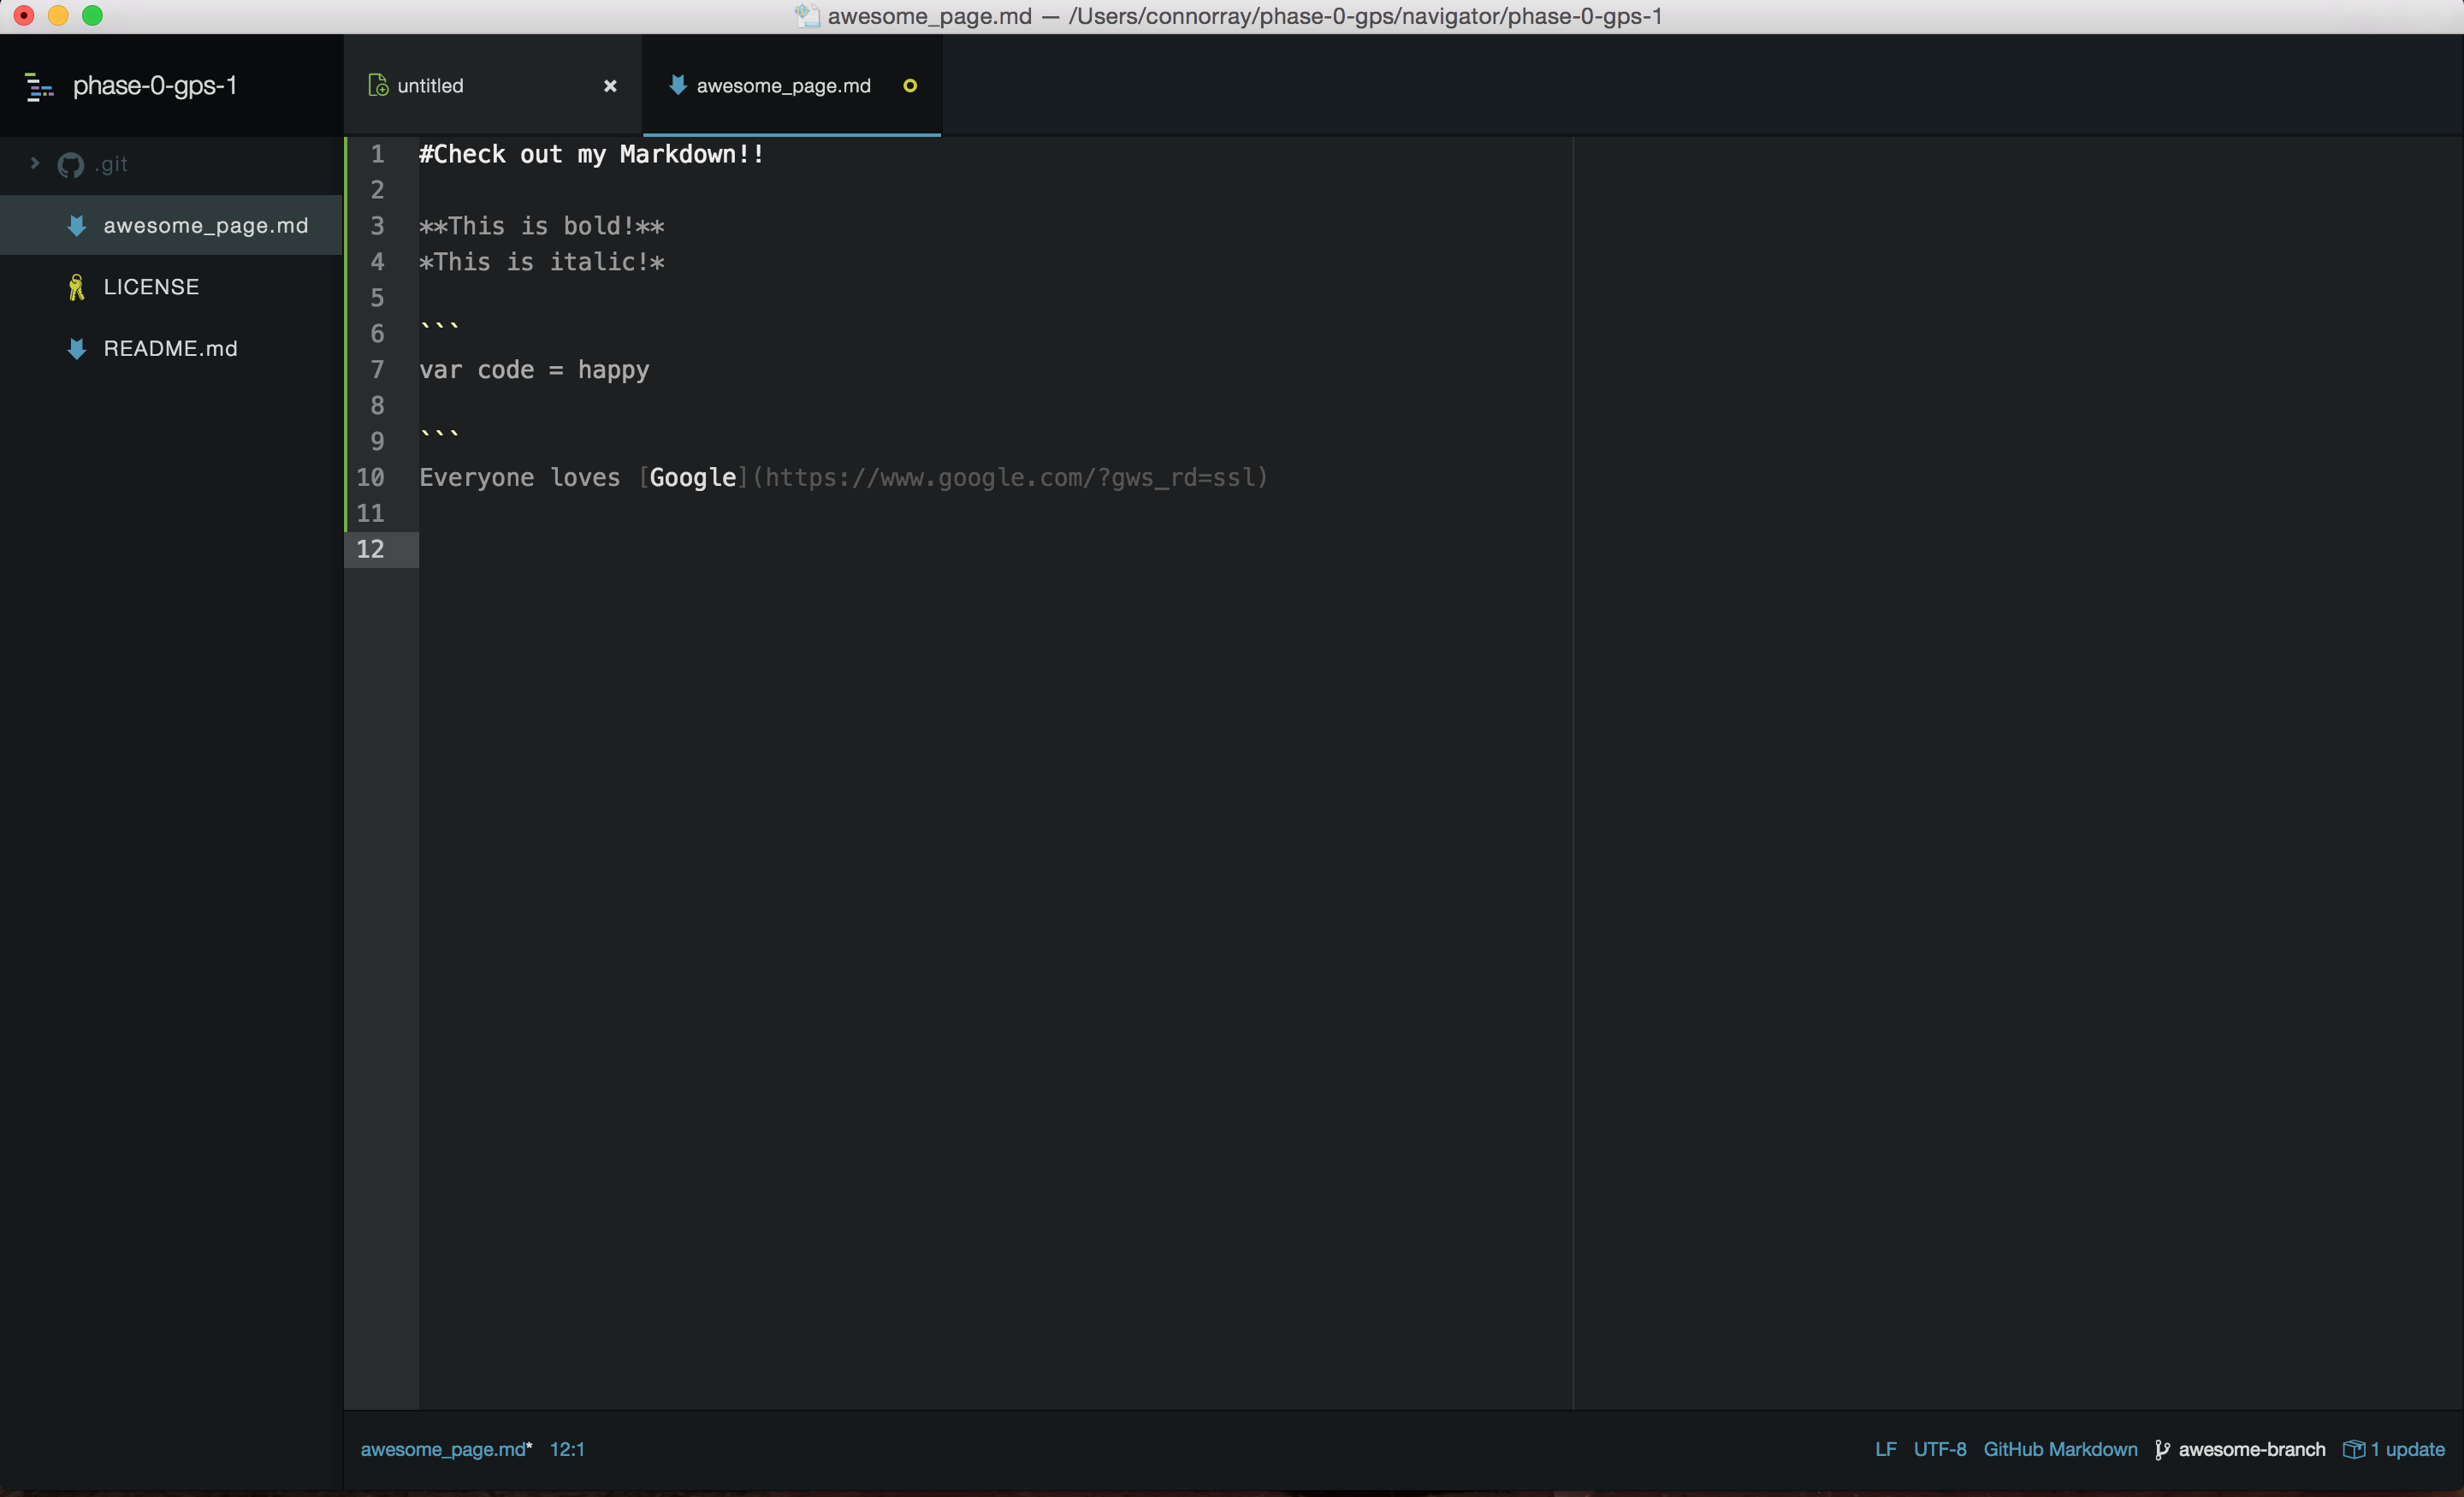 awesome_page.md — /Users/connorray/phase-0-gps/navigator/phase-0-gps-1
phase-0-gps-1
untitled
awesome_page.md
.git
awesome_page.md
LICENSE
README.md
1 #Check out my Markdown!!
2
3 **This is bold!**
4 *This is italic!*
5
6 ```
7 var code = happy
8
9 ```
10 Everyone loves [Google](https://www.google.com/?gws_rd=ssl)
11
12
awesome_page.md* 12:1
LF UTF-8 GitHub Markdown awesome-branch 1 update